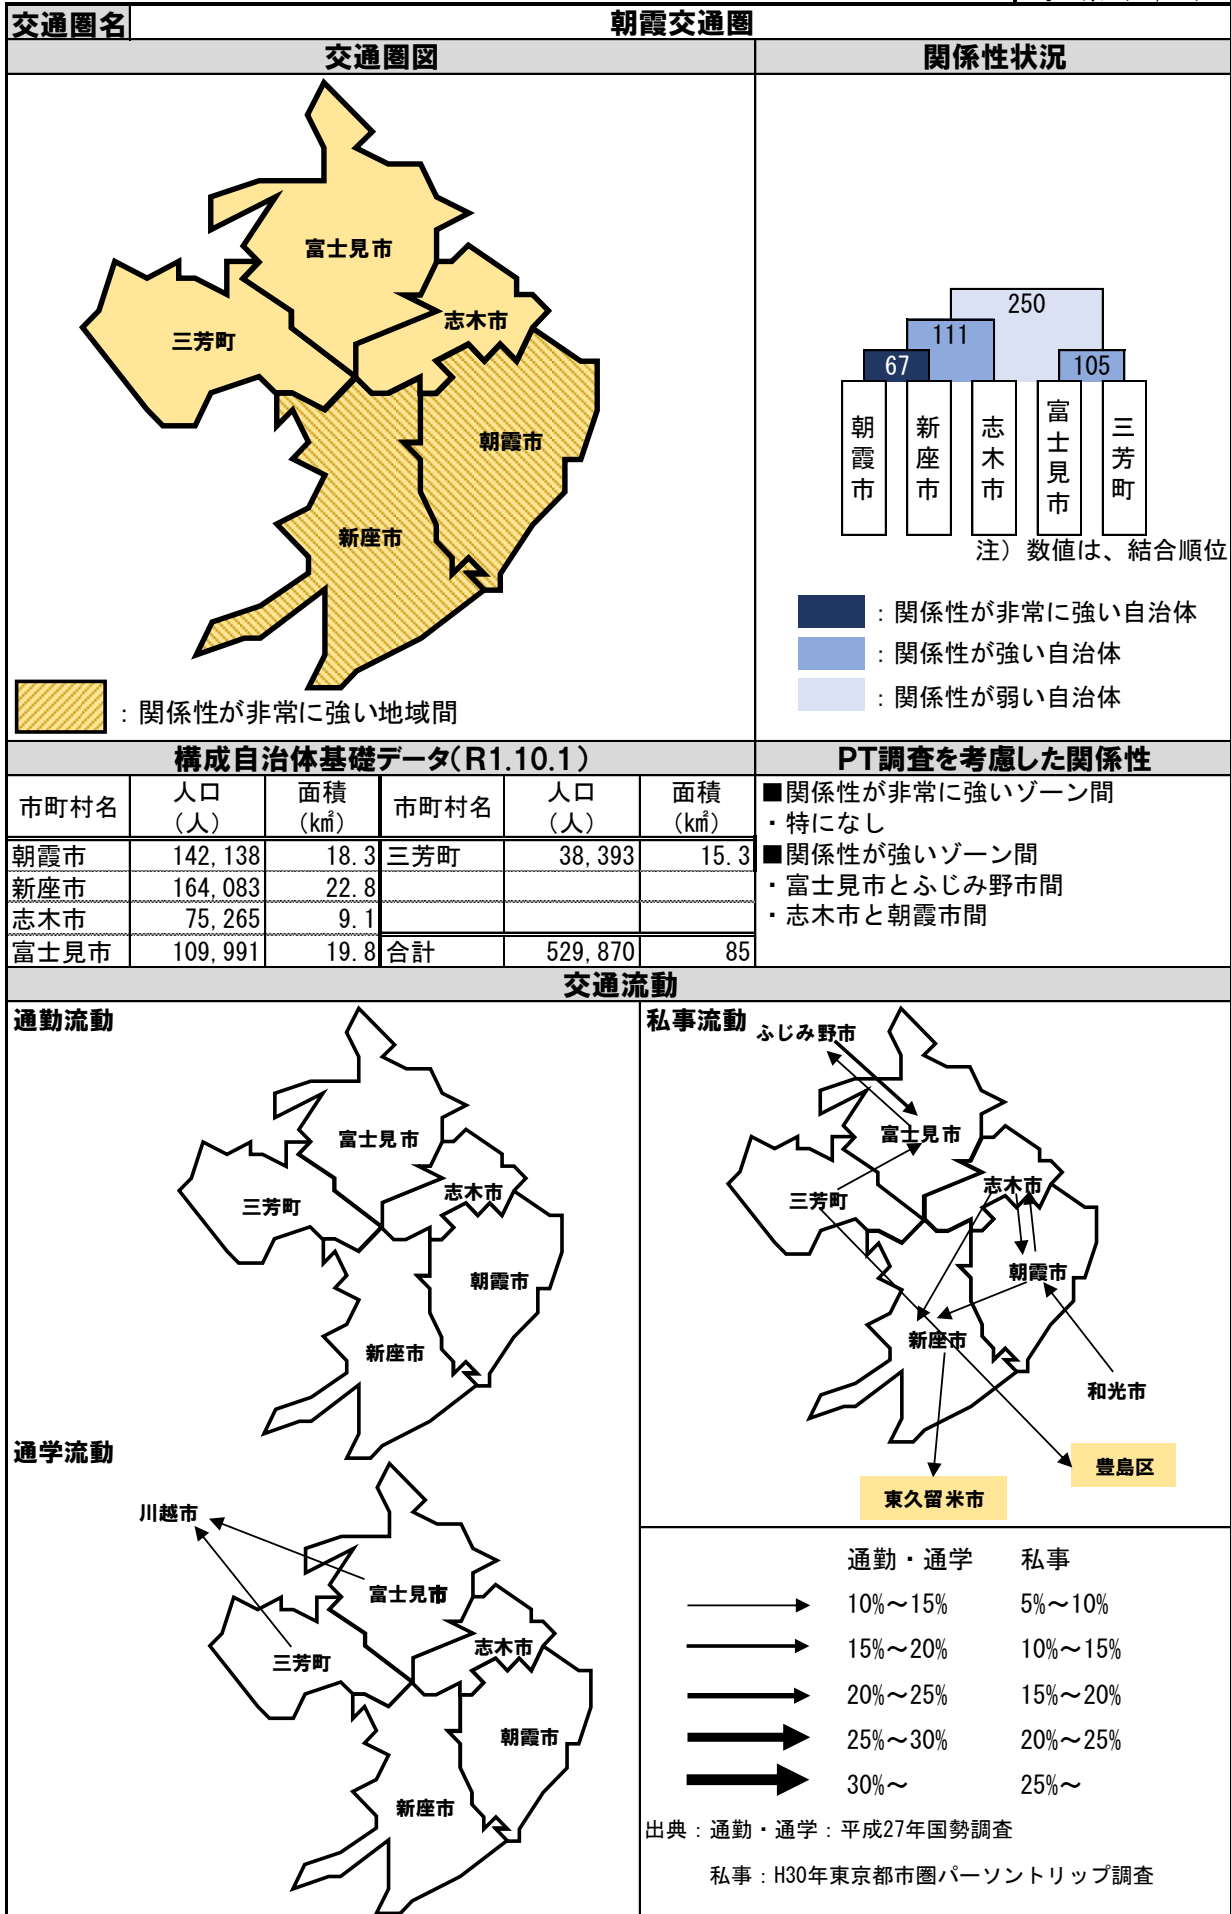 交通圏名 朝霞交通圏
交通圏図 関係性状況
富士見市
三芳町
志木市
朝霞市
新座市
：関係性が非常に強い地域間
250
111
67 105
朝霞市 新座市 志木市 富士見市 三芳町
注）数値は、結合順位
：関係性が非常に強い自治体
：関係性が強い自治体
：関係性が弱い自治体
構成自治体基礎データ(R1.10.1) PT調査を考慮した関係性
市町村名 人口（人） 面積（㎢） 市町村名 人口（人） 面積（㎢）
朝霞市 142,138 18.3 三芳町 38,393 15.3
新座市 164,083 22.8
志木市 75,265 9.1
富士見市 109,991 19.8 合計 529,870 85
■関係性が非常に強いゾーン間
・特になし
■関係性が強いゾーン間
・富士見市とふじみ野市間
・志木市と朝霞市間
交通流動
通勤流動
富士見市
志木市
三芳町
朝霞市
新座市
通学流動
川越市
富士見市
志木市
三芳町
朝霞市
新座市
私事流動
ふじみ野市
富士見市
志木市
三芳町
朝霞市
新座市
和光市
豊島区
東久留米市
通勤・通学 私事
10%～15% 5%～10%
15%～20% 10%～15%
20%～25% 15%～20%
25%～30% 20%～25%
30%～ 25%～
出典：通勤・通学：平成27年国勢調査
私事：H30年東京都市圏パーソントリップ調査